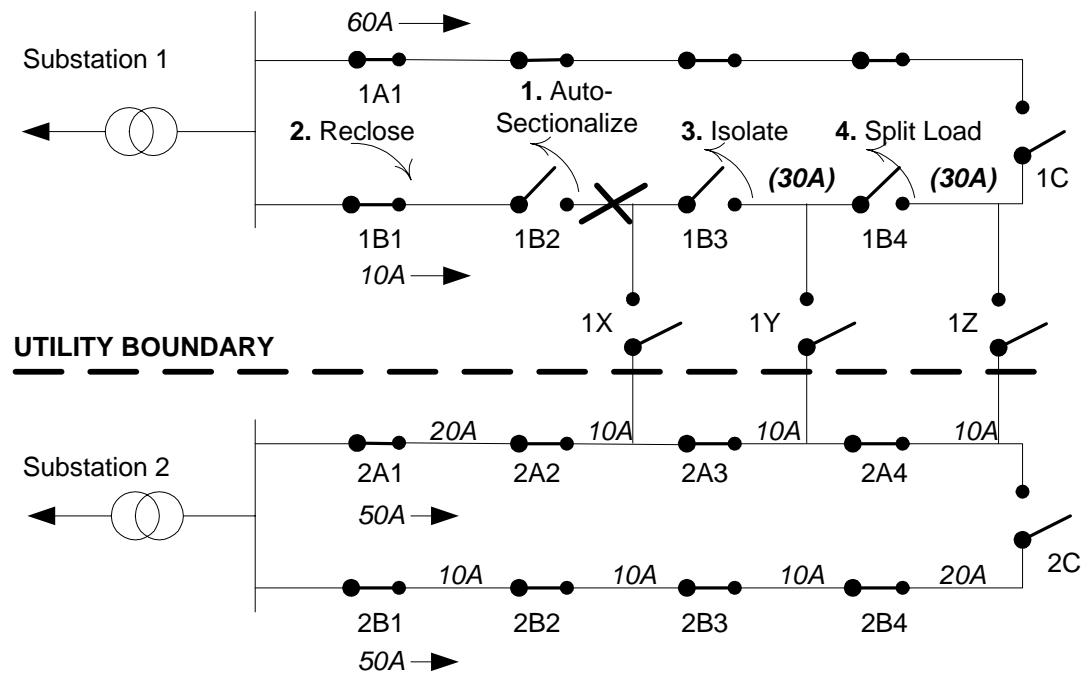 60A
Substation 1
1A1
1. Auto-
Sectionalize
2. Reclose
3. Isolate
4. Split Load
(30A)
(30A)
1C
1B1
1B2
1B3
1B4
10A
1X
1Y
1Z
UTILITY BOUNDARY
20A
10A
10A
10A
Substation 2
2A1
2A2
2A3
2A4
50A
2C
10A
10A
10A
20A
2B1
2B2
2B3
2B4
50A